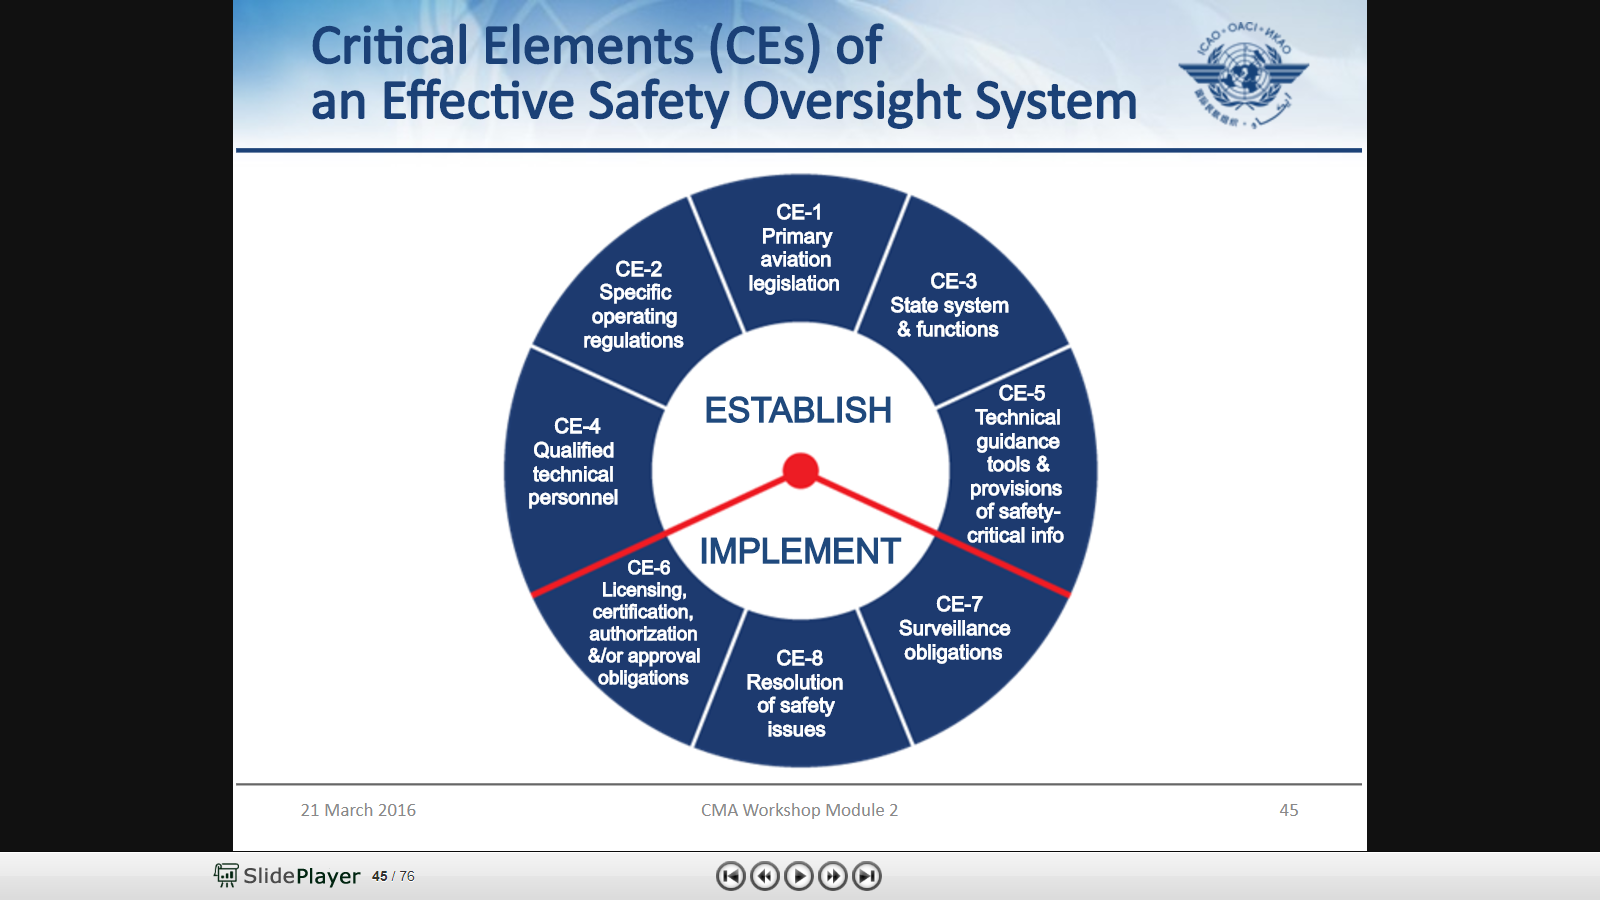 Critical Elements (CEs) of
an Effective Safety Oversight System
ICAO · OACI · ИКАО
CE-1
Primary
aviation
legislation
CE-2
Specific
operating
regulations
CE-3
State system
& functions
CE-4
Qualified
technical
personnel
CE-5
Technical
guidance
tools &
provisions
of safety-
critical info
ESTABLISH
IMPLEMENT
CE-6
Licensing,
certification,
authorization
&/or approval
obligations
CE-7
Surveillance
obligations
CE-8
Resolution
of safety
issues
21 March 2016
CMA Workshop Module 2
45
SlidePlayer
45 / 76